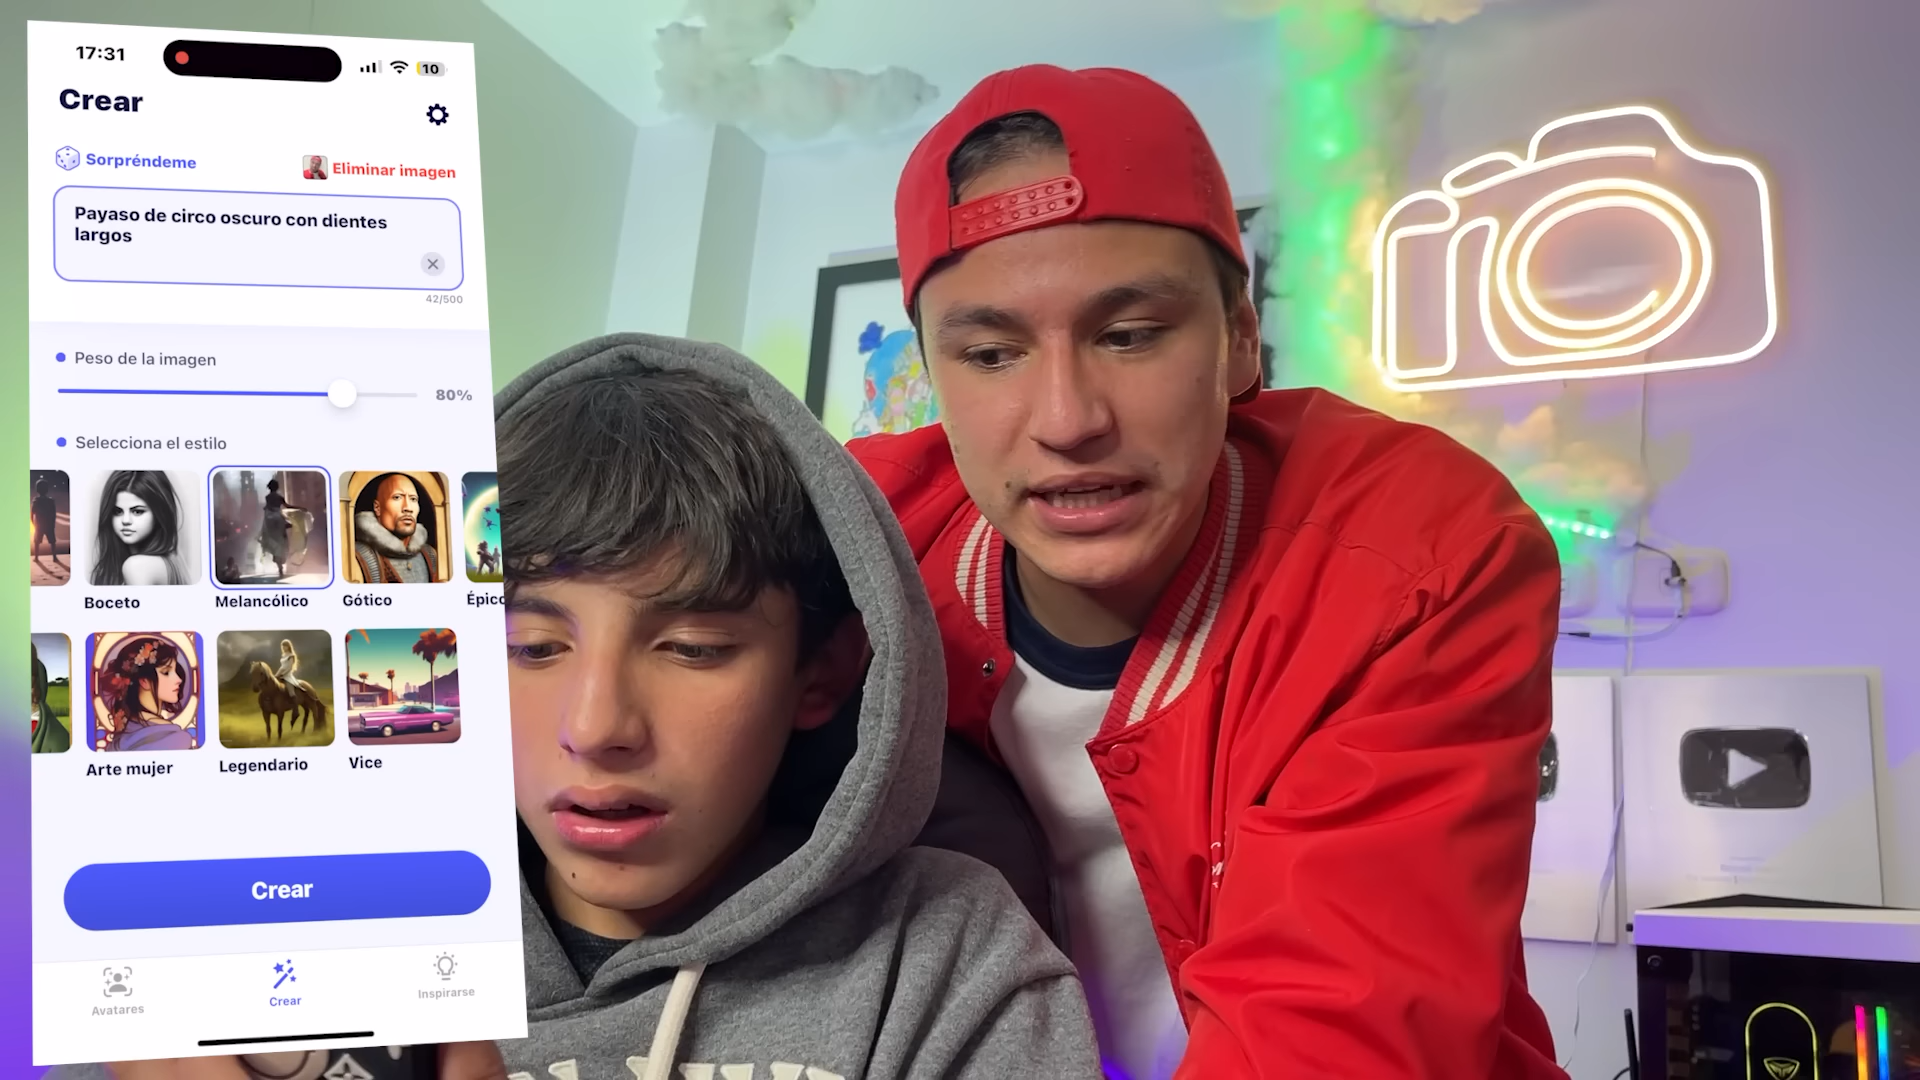 17:31
10
Crear
Sorpréndeme
Eliminar imagen
Payaso de circo oscuro con dientes
largos
42/500
Peso de la imagen
80%
Selecciona el estilo
Boceto
Melancólico
Gótico
Épico
Arte mujer
Legendario
Vice
Crear
Avatares
Crear
Inspirarse